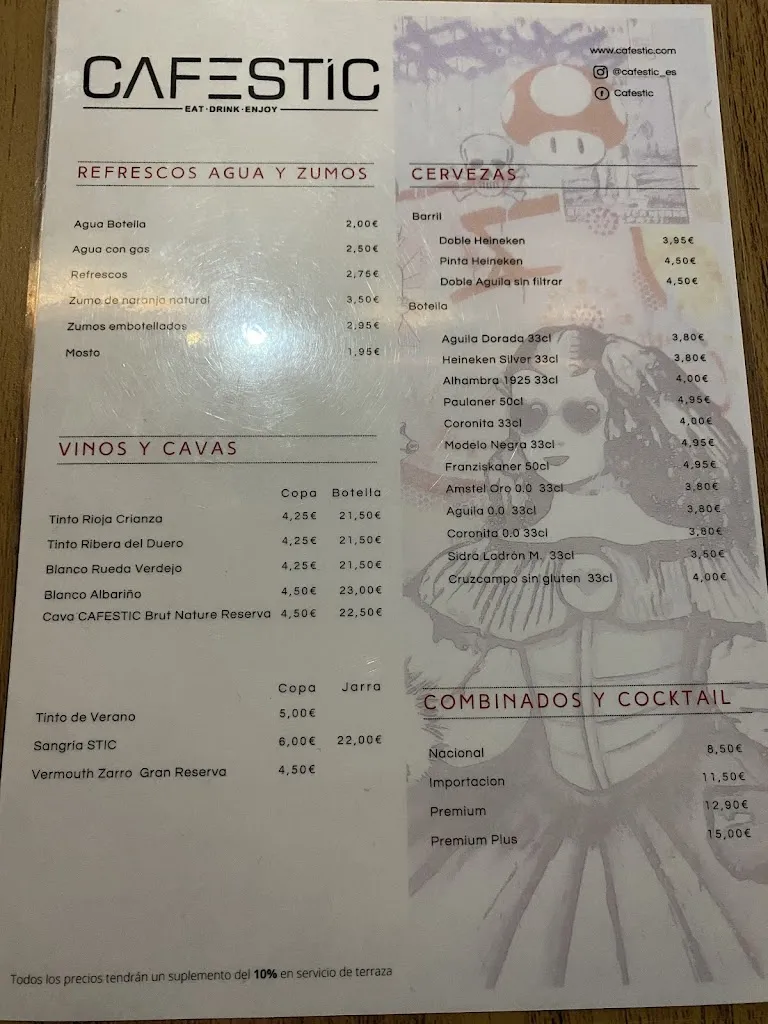 CAFESTíC
EAT·DRINK·ENJOY
www.cafestic.com
@cafestic_es
Cafestic
REFRESCOS AGUA Y ZUMOS
Agua Botella 2,00€
Agua con gas 2,50€
Refrescos 2,75€
Zumo de naranja natural 3,50€
Zumos embotellados 2,95€
Mosto 1,95€
VINOS Y CAVAS
Copa Botella
Tinto Rioja Crianza 4,25€ 21,50€
Tinto Ribera del Duero 4,25€ 21,50€
Blanco Rueda Verdejo 4,25€ 21,50€
Blanco Albariño 4,50€ 23,00€
Cava CAFESTIC Brut Nature Reserva 4,50€ 22,50€
Copa Jarra
Tinto de Verano 5,00€
Sangría STIC 6,00€ 22,00€
Vermouth Zarro Gran Reserva 4,50€
CERVEZAS
Barril
Doble Heineken 3,95€
Pinta Heineken 4,50€
Doble Aguila sin filtrar 4,50€
Botella
Aguila Dorada 33cl 3,80€
Heineken Silver 33cl 3,80€
Alhambra 1925 33cl 4,00€
Paulaner 50cl 4,95€
Coronita 33cl 4,00€
Modelo Negra 33cl 4,95€
Franziskaner 50cl 4,95€
Amstel Oro 0.0 33cl 3,80€
Aguila 0.0 33cl 3,80€
Coronita 0.0 33cl 3,80€
Sidra Ladrón M. 33cl 3,50€
Cruzcampo sin gluten 33cl 4,00€
COMBINADOS Y COCKTAIL
Nacional 8,50€
Importacion 11,50€
Premium 12,90€
Premium Plus 15,00€
Todos los precios tendrán un suplemento del 10% en servicio de terraza